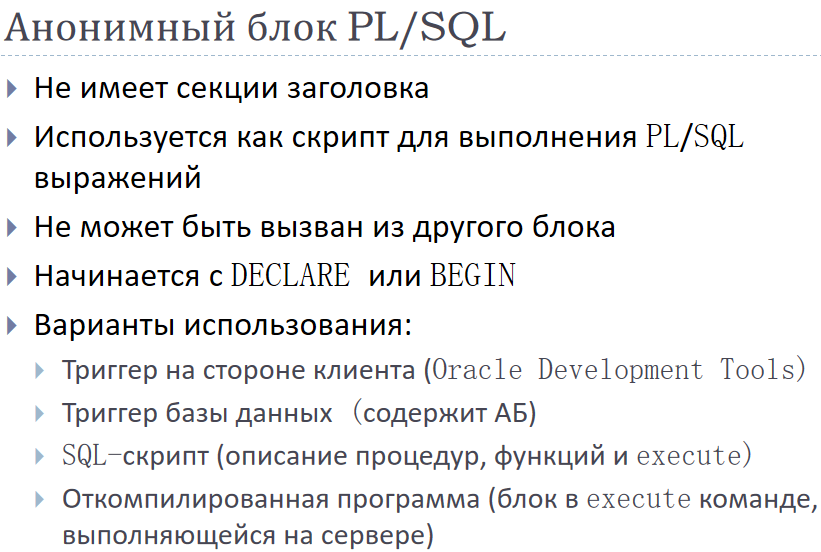 Анонимный блок PL/SQL
Не имеет секции заголовка
Используется как скрипт для выполнения PL/SQL
выражений
Не может быть вызван из другого блока
Начинается с DECLARE или BEGIN
Варианты использования:
Триггер на стороне клиента (Oracle Development Tools)
Триггер базы данных (содержит АБ)
SQL-скрипт (описание процедур, функций и execute)
Откомпилированная программа (блок в execute команде,
выполняющейся на сервере)